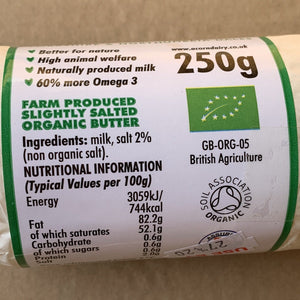 Better for nature
High animal welfare
Naturally produced milk
60% more Omega 3
www.acorndairy.co.uk
250g
FARM PRODUCED
SLIGHTLY SALTED
ORGANIC BUTTER
Ingredients: milk, salt 2%
(non organic salt).
GB-ORG-05
British Agriculture
NUTRITIONAL INFORMATION
(Typical Values per 100g)
Energy 3059kJ/
744kcal
Fat 82.2g
of which saturates 52.1g
Carbohydrate 0.6g
of which sugars 0.6g
Protein
Salt
SOIL ASSOCIATION
ORGANIC